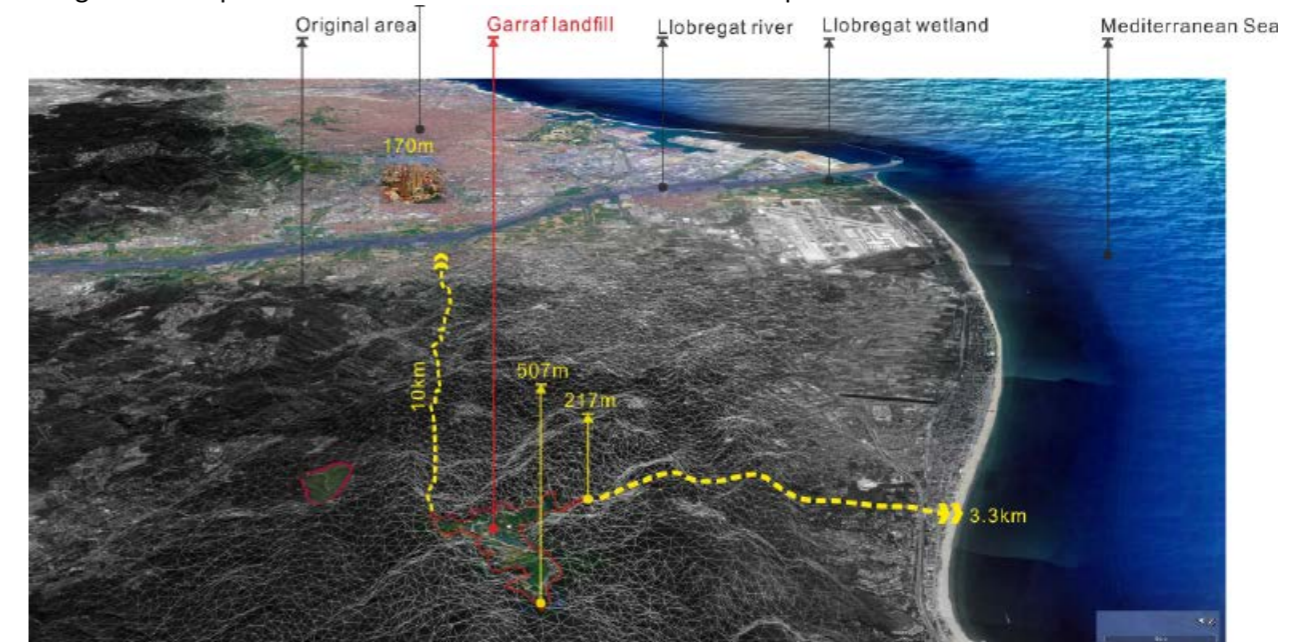 Original area
Garraf landfill
Llobregat river
Llobregat wetland
Mediterranean Sea
170m
10km
507m
217m
3.3km